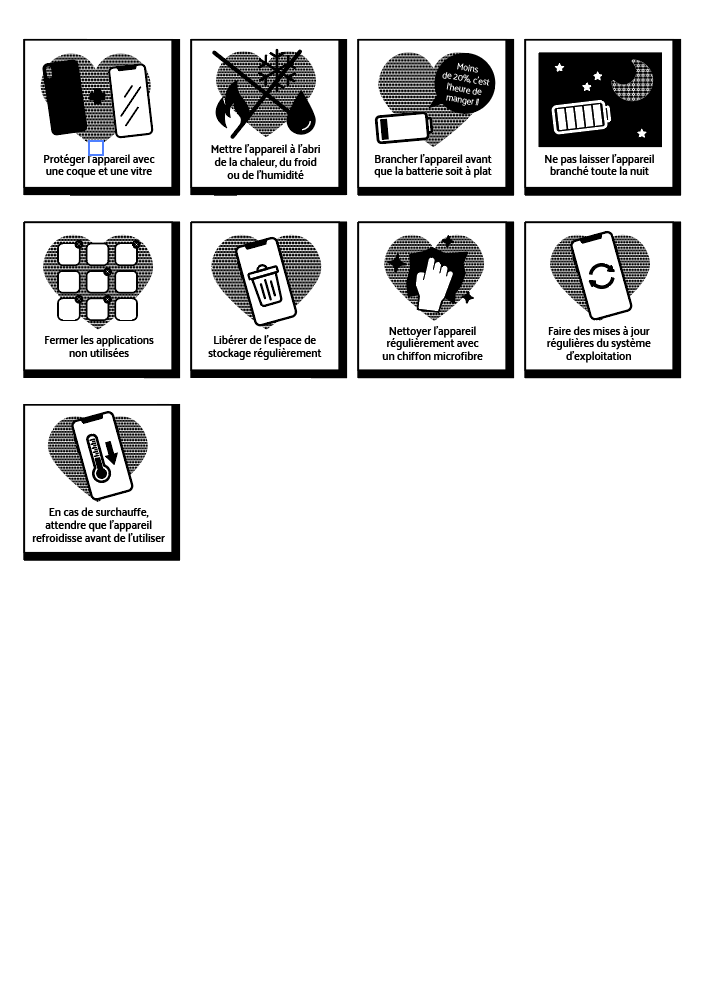 Protéger l'appareil avec
une coque et une vitre
Mettre l'appareil à l'abri
de la chaleur, du froid
ou de l'humidité
Moins
de 20% c'est
l'heure de
manger !
Brancher l'appareil avant
que la batterie soit à plat
Ne pas laisser l'appareil
branché toute la nuit
Fermer les applications
non utilisées
Libérer de l'espace de
stockage régulièrement
Nettoyer l'appareil
régulièrement avec
un chiffon microfibre
Faire des mises à jour
régulières du système
d'exploitation
En cas de surchauffe,
attendre que l'appareil
refroidisse avant de l'utiliser